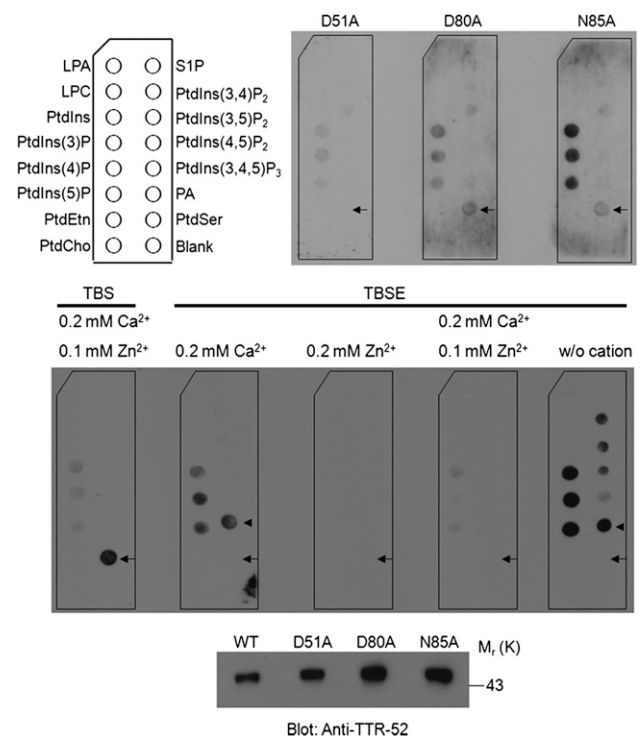 D51A D80A N85A
LPA S1P
LPC PtdIns(3,4)P₂
PtdIns PtdIns(3,5)P₂
PtdIns(3)P PtdIns(4,5)P₂
PtdIns(4)P PtdIns(3,4,5)P₃
PtdIns(5)P PA
PtdEtn PtdSer
PtdCho Blank
TBS TBSE
0.2 mM Ca²⁺ 0.2 mM Ca²⁺
0.1 mM Zn²⁺ 0.2 mM Ca²⁺ 0.2 mM Zn²⁺ 0.1 mM Zn²⁺ w/o cation
WT D51A D80A N85A Mᵣ (K)
43
Blot: Anti-TTR-52